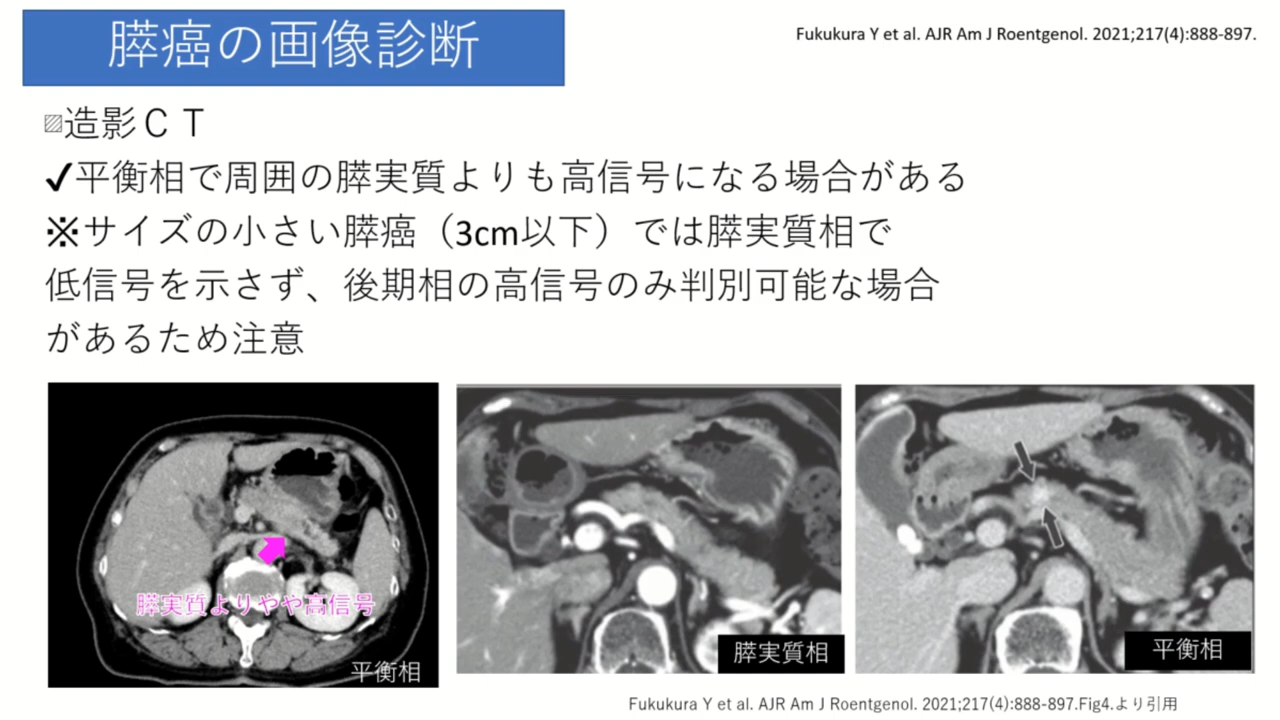 膵癌の画像診断
Fukukura Y et al. AJR Am J Roentgenol. 2021;217(4):888-897.
▨造影ＣＴ
✔平衡相で周囲の膵実質よりも高信号になる場合がある
※サイズの小さい膵癌（3cm以下）では膵実質相で
低信号を示さず、後期相の高信号のみ判別可能な場合
があるため注意
膵実質よりやや高信号
平衡相
膵実質相
平衡相
Fukukura Y et al. AJR Am J Roentgenol. 2021;217(4):888-897.Fig4.より引用